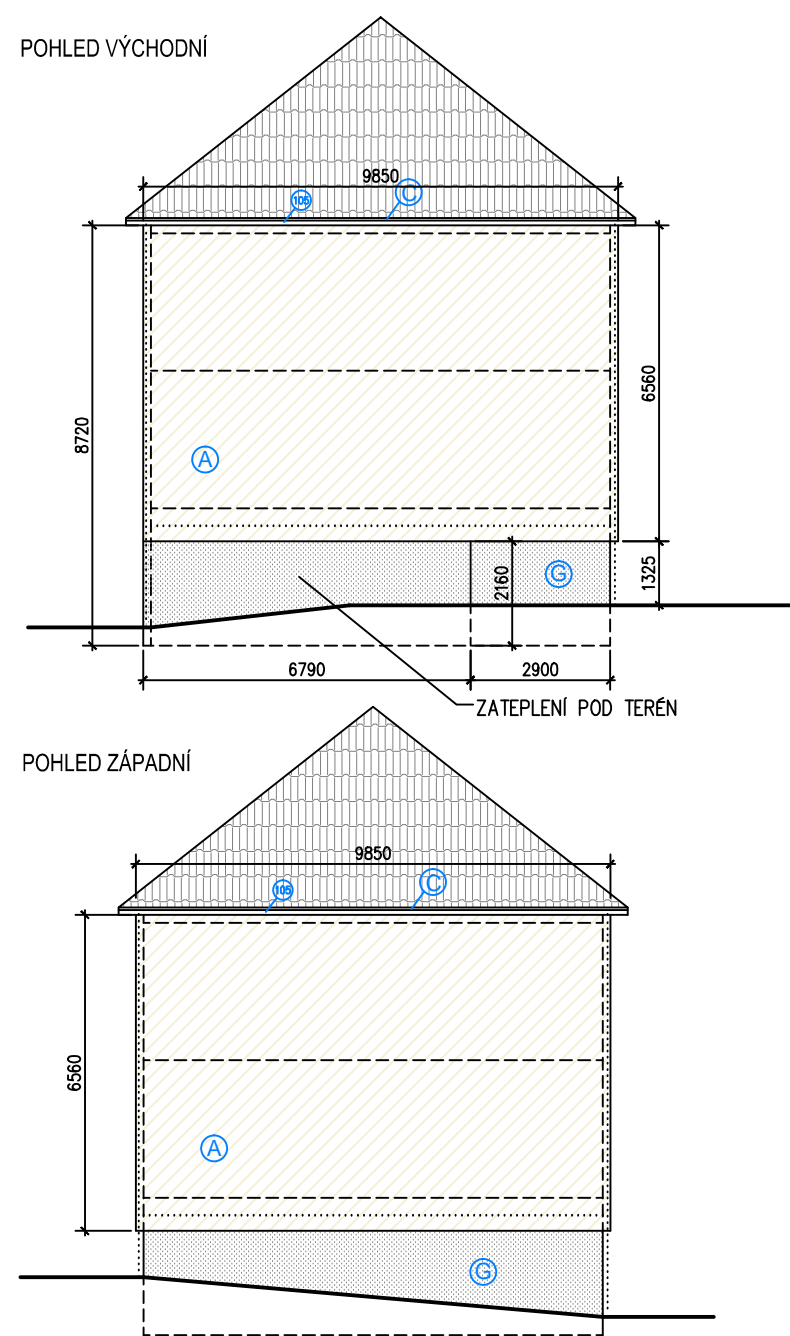 POHLED VÝCHODNÍ
9850
105
C
8720
6560
A
2160
G
1325
6790
2900
ZATEPLENÍ POD TERÉN
POHLED ZÁPADNÍ
9850
105
C
6560
A
G